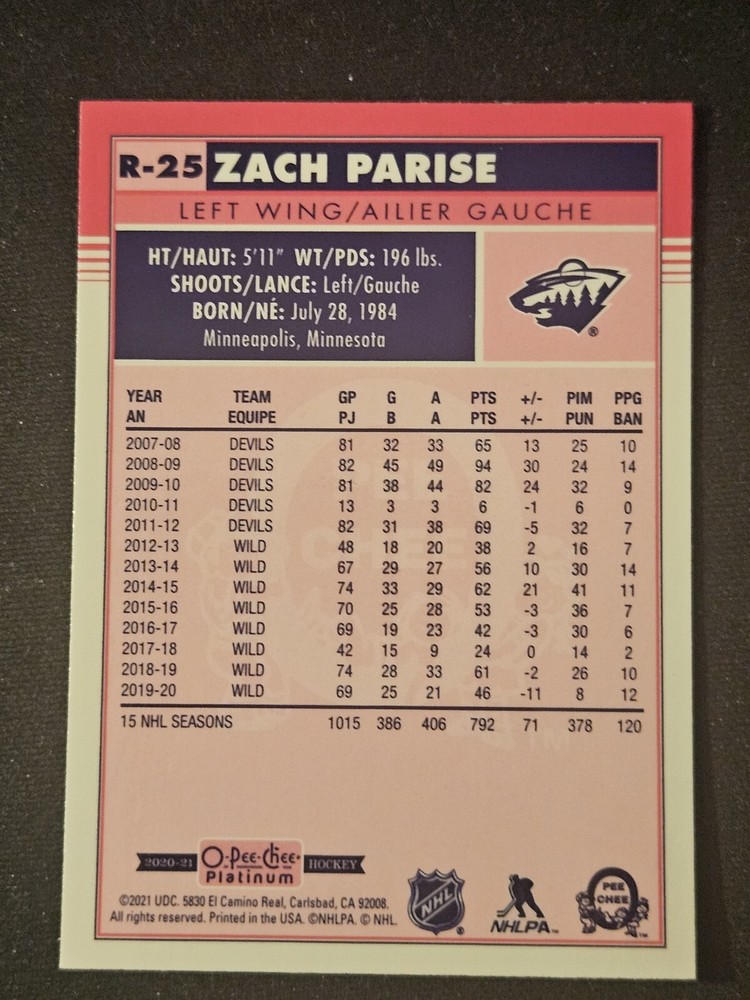 R-25 ZACH PARISE
LEFT WING/AILIER GAUCHE
HT/HAUT: 5'11" WT/PDS: 196 lbs.
SHOOTS/LANCE: Left/Gauche
BORN/NÉ: July 28, 1984
Minneapolis, Minnesota
®
YEAR TEAM GP G A PTS +/- PIM PPG
AN EQUIPE PJ B A PTS +/- PUN BAN
2007-08 DEVILS 81 32 33 65 13 25 10
2008-09 DEVILS 82 45 49 94 30 24 14
2009-10 DEVILS 81 38 44 82 24 32 9
2010-11 DEVILS 13 3 3 6 -1 6 0
2011-12 DEVILS 82 31 38 69 -5 32 7
2012-13 WILD 48 18 20 38 2 16 7
2013-14 WILD 67 29 27 56 10 30 14
2014-15 WILD 74 33 29 62 21 41 11
2015-16 WILD 70 25 28 53 -3 36 7
2016-17 WILD 69 19 23 42 -3 30 6
2017-18 WILD 42 15 9 24 0 14 2
2018-19 WILD 74 28 33 61 -2 26 10
2019-20 WILD 69 25 21 46 -11 8 12
15 NHL SEASONS 1015 386 406 792 71 378 120
2020-21 O-Pee-Chee HOCKEY
Platinum
©2021 UDC. 5830 El Camino Real, Carlsbad, CA 92008.
All rights reserved. Printed in the USA. ©NHLPA. © NHL.
NHL ®
NHLPA™
PEE
CHEE
™